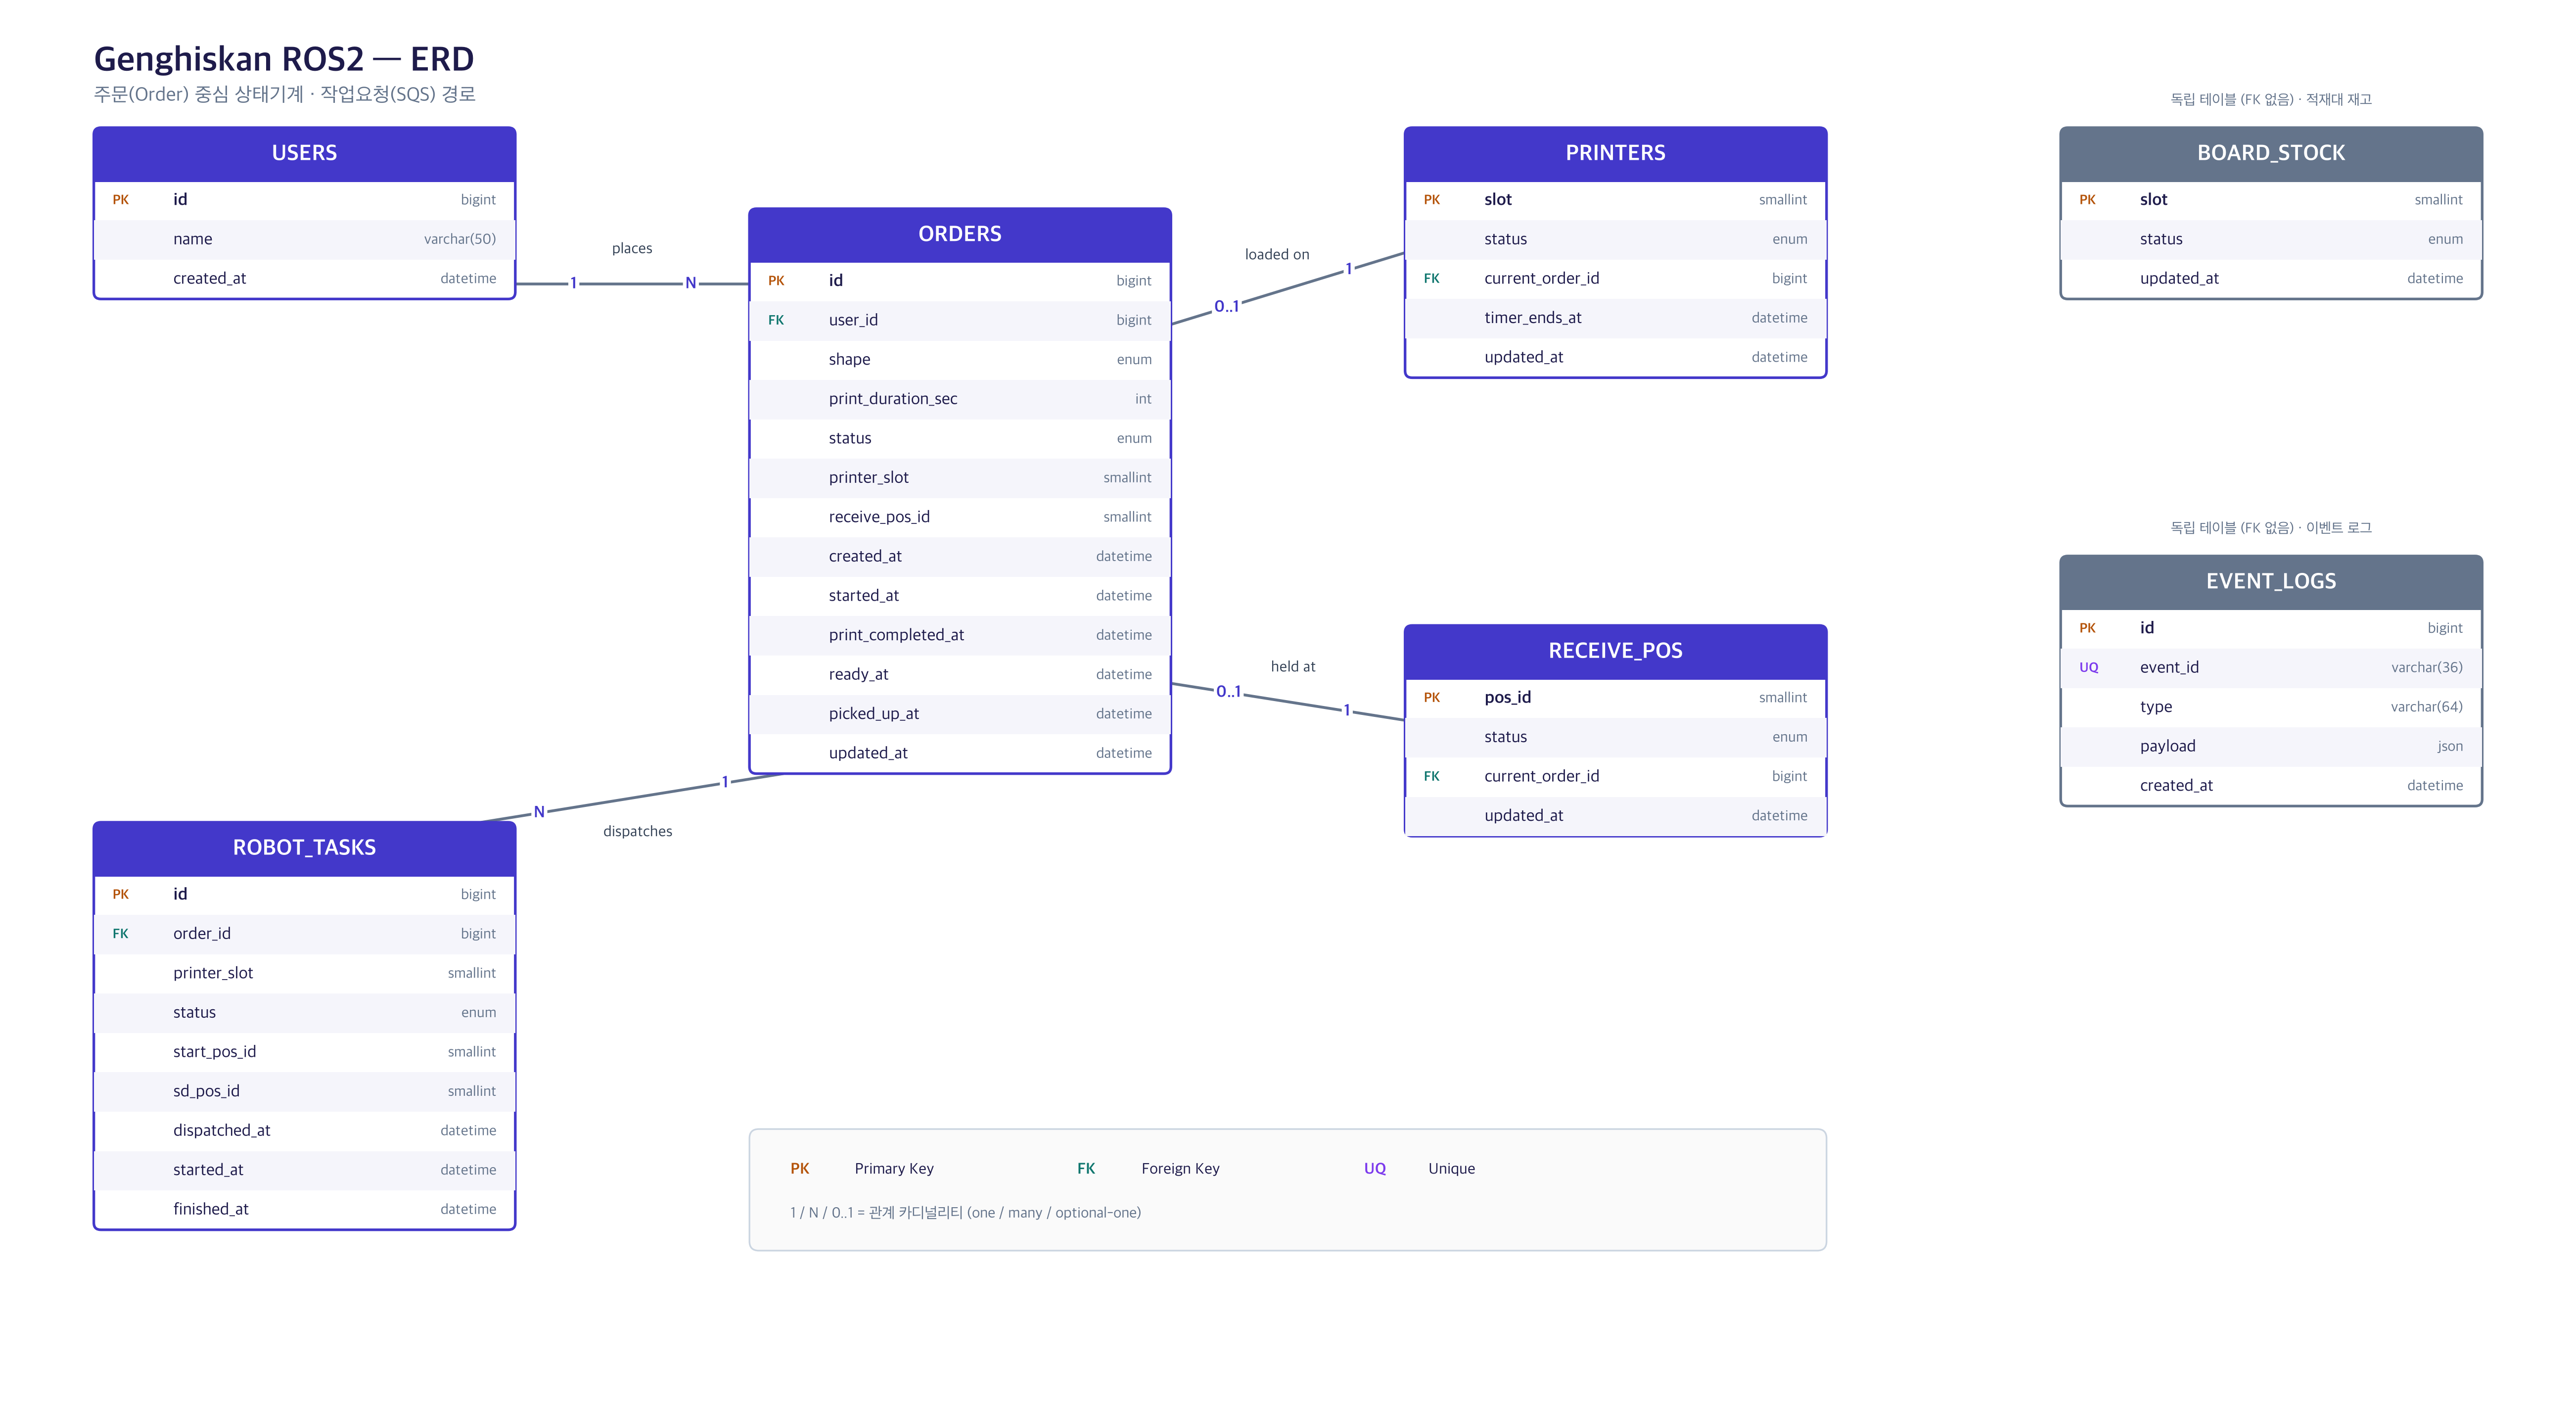 Genghiskan ROS2 — ERD
주문(Order) 중심 상태기계 · 작업요청(SQS) 경로
USERS
PK id bigint
name varchar(50)
created_at datetime
places
1 N
ORDERS
PK id bigint
FK user_id bigint
shape enum
print_duration_sec int
status enum
printer_slot smallint
receive_pos_id smallint
created_at datetime
started_at datetime
print_completed_at datetime
ready_at datetime
picked_up_at datetime
updated_at datetime
loaded on
0..1 1
PRINTERS
PK slot smallint
status enum
FK current_order_id bigint
timer_ends_at datetime
updated_at datetime
held at
0..1 1
RECEIVE_POS
PK pos_id smallint
status enum
FK current_order_id bigint
updated_at datetime
독립 테이블 (FK 없음) · 적재대 재고
BOARD_STOCK
PK slot smallint
status enum
updated_at datetime
독립 테이블 (FK 없음) · 이벤트 로그
EVENT_LOGS
PK id bigint
UQ event_id varchar(36)
type varchar(64)
payload json
created_at datetime
N 1
dispatches
ROBOT_TASKS
PK id bigint
FK order_id bigint
printer_slot smallint
status enum
start_pos_id smallint
sd_pos_id smallint
dispatched_at datetime
started_at datetime
finished_at datetime
PK Primary Key FK Foreign Key UQ Unique
1 / N / 0..1 = 관계 카디널리티 (one / many / optional-one)